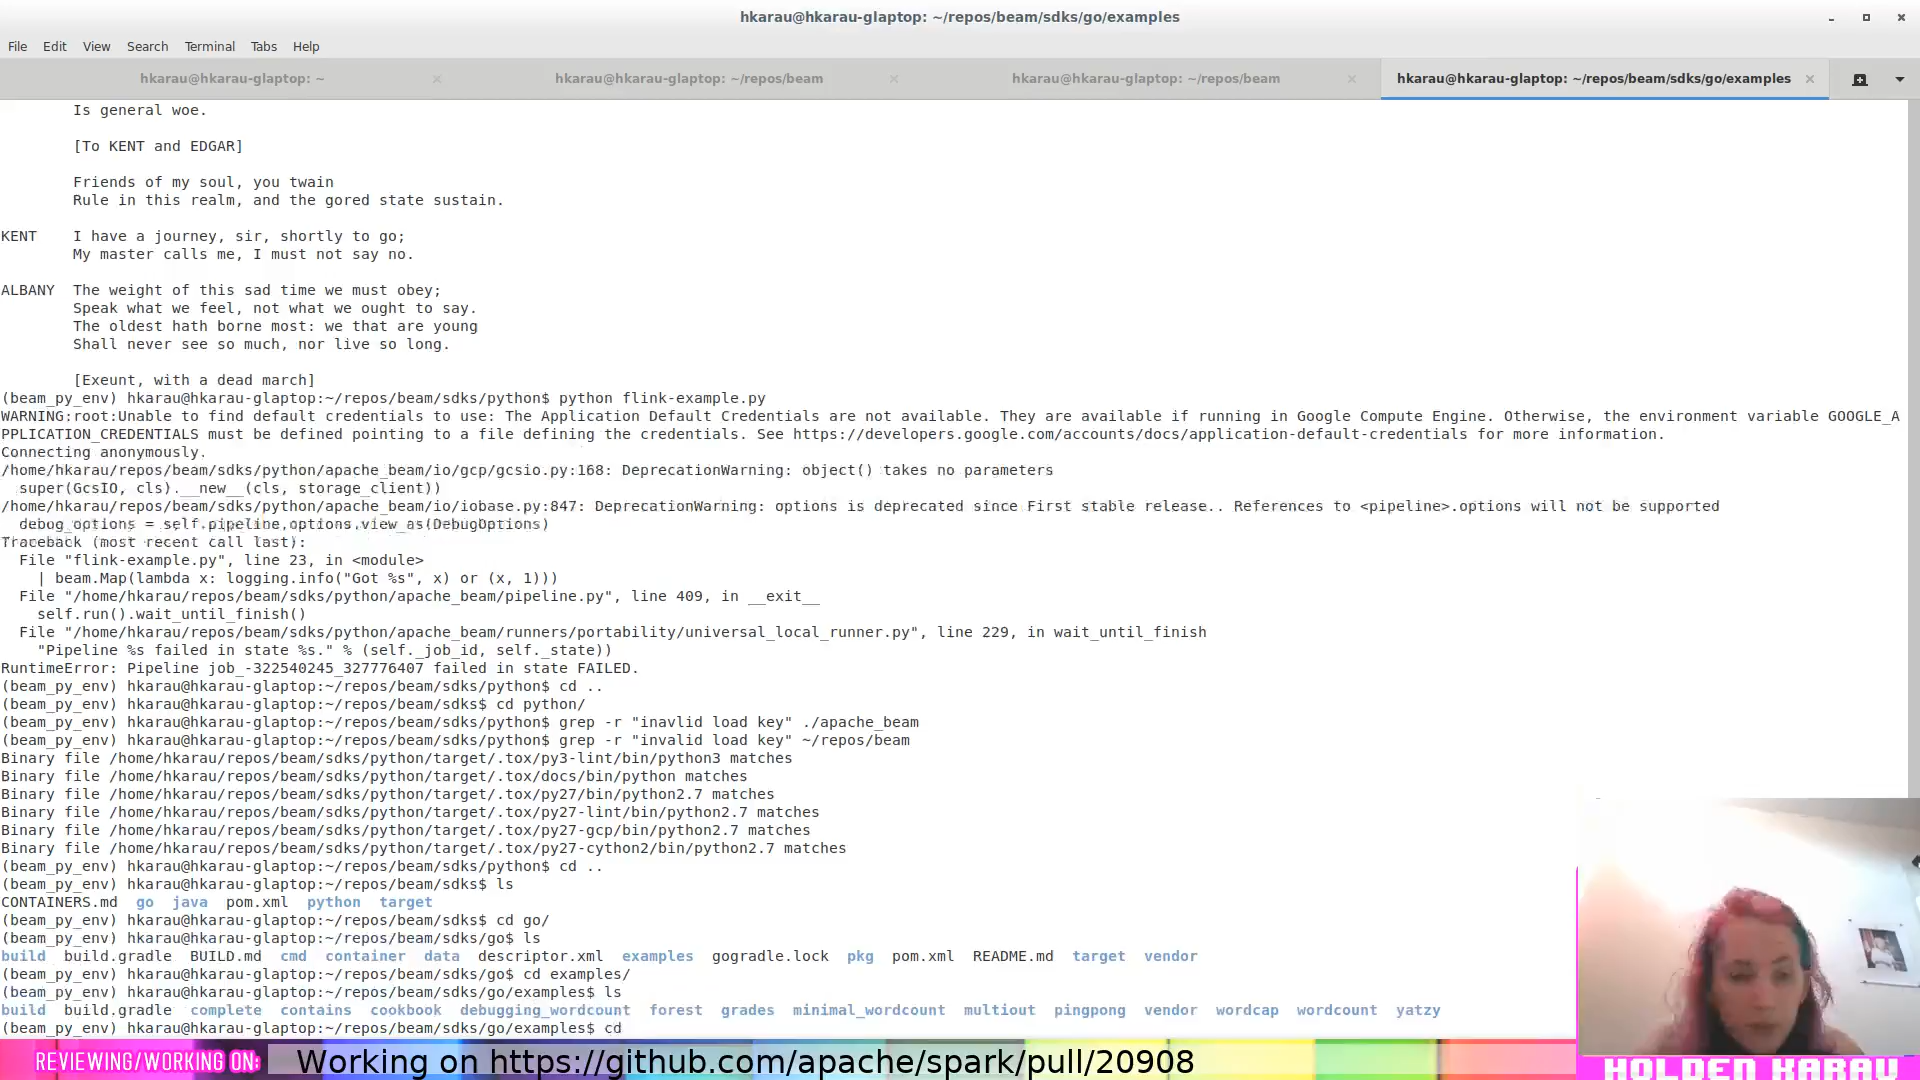 hkarau@hkarau-glaptop: ~/repos/beam/sdks/go/examples
File Edit View Search Terminal Tabs Help
hkarau@hkarau-glaptop: ~ hkarau@hkarau-glaptop: ~/repos/beam hkarau@hkarau-glaptop: ~/repos/beam hkarau@hkarau-glaptop: ~/repos/beam/sdks/go/examples
Is general woe.
[To KENT and EDGAR]
Friends of my soul, you twain
Rule in this realm, and the gored state sustain.
KENT I have a journey, sir, shortly to go;
My master calls me, I must not say no.
ALBANY The weight of this sad time we must obey;
Speak what we feel, not what we ought to say.
The oldest hath borne most: we that are young
Shall never see so much, nor live so long.
[Exeunt, with a dead march]
(beam_py_env) hkarau@hkarau-glaptop:~/repos/beam/sdks/python$ python flink-example.py
WARNING:root:Unable to find default credentials to use: The Application Default Credentials are not available. They are available if running in Google Compute Engine. Otherwise, the environment variable GOOGLE_A
PPLICATION_CREDENTIALS must be defined pointing to a file defining the credentials. See https://developers.google.com/accounts/docs/application-default-credentials for more information.
Connecting anonymously.
/home/hkarau/repos/beam/sdks/python/apache_beam/io/gcp/gcsio.py:168: DeprecationWarning: object() takes no parameters
super(GcsIO, cls).__new__(cls, storage_client))
/home/hkarau/repos/beam/sdks/python/apache_beam/io/iobase.py:847: DeprecationWarning: options is deprecated since First stable release.. References to <pipeline>.options will not be supported
debug_options = self.pipeline.options.view_as(DebugOptions)
Traceback (most recent call last):
File "flink-example.py", line 23, in <module>
| beam.Map(lambda x: logging.info("Got %s", x) or (x, 1)))
File "/home/hkarau/repos/beam/sdks/python/apache_beam/pipeline.py", line 409, in __exit__
self.run().wait_until_finish()
File "/home/hkarau/repos/beam/sdks/python/apache_beam/runners/portability/universal_local_runner.py", line 229, in wait_until_finish
"Pipeline %s failed in state %s." % (self._job_id, self._state))
RuntimeError: Pipeline job_-322540245_327776407 failed in state FAILED.
(beam_py_env) hkarau@hkarau-glaptop:~/repos/beam/sdks/python$ cd ..
(beam_py_env) hkarau@hkarau-glaptop:~/repos/beam/sdks$ cd python/
(beam_py_env) hkarau@hkarau-glaptop:~/repos/beam/sdks/python$ grep -r "inavlid load key" ./apache_beam
(beam_py_env) hkarau@hkarau-glaptop:~/repos/beam/sdks/python$ grep -r "invalid load key" ~/repos/beam
Binary file /home/hkarau/repos/beam/sdks/python/target/.tox/py3-lint/bin/python3 matches
Binary file /home/hkarau/repos/beam/sdks/python/target/.tox/docs/bin/python matches
Binary file /home/hkarau/repos/beam/sdks/python/target/.tox/py27/bin/python2.7 matches
Binary file /home/hkarau/repos/beam/sdks/python/target/.tox/py27-lint/bin/python2.7 matches
Binary file /home/hkarau/repos/beam/sdks/python/target/.tox/py27-gcp/bin/python2.7 matches
Binary file /home/hkarau/repos/beam/sdks/python/target/.tox/py27-cython2/bin/python2.7 matches
(beam_py_env) hkarau@hkarau-glaptop:~/repos/beam/sdks/python$ cd ..
(beam_py_env) hkarau@hkarau-glaptop:~/repos/beam/sdks$ ls
CONTAINERS.md go java pom.xml python target
(beam_py_env) hkarau@hkarau-glaptop:~/repos/beam/sdks$ cd go/
(beam_py_env) hkarau@hkarau-glaptop:~/repos/beam/sdks/go$ ls
build build.gradle BUILD.md cmd container data descriptor.xml examples gogradle.lock pkg pom.xml README.md target vendor
(beam_py_env) hkarau@hkarau-glaptop:~/repos/beam/sdks/go$ cd examples/
(beam_py_env) hkarau@hkarau-glaptop:~/repos/beam/sdks/go/examples$ ls
build build.gradle complete contains cookbook debugging_wordcount forest grades minimal_wordcount multiout pingpong vendor wordcap wordcount yatzy
(beam_py_env) hkarau@hkarau-glaptop:~/repos/beam/sdks/go/examples$ cd
REVIEWING/WORKING ON: Working on https://github.com/apache/spark/pull/20908
HOLDEN KARAU